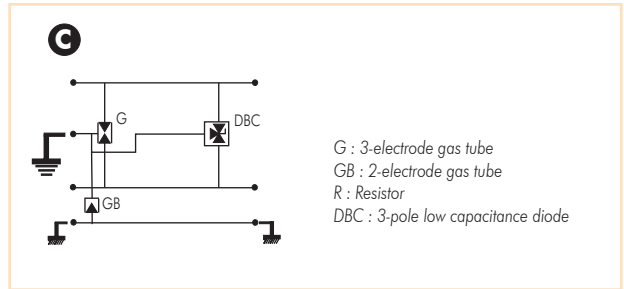 C
G
DBC
GB
G : 3-electrode gas tube
GB : 2-electrode gas tube
R : Resistor
DBC : 3-pole low capacitance diode